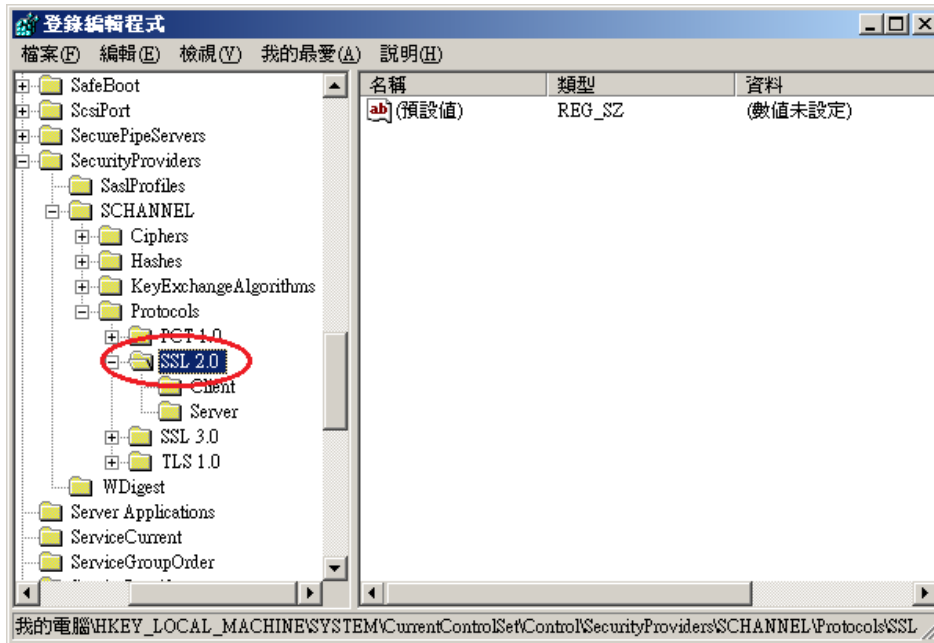 登錄編輯程式
檔案(F) 編輯(E) 檢視(V) 我的最愛(A) 說明(H)
名稱 類型 資料
(預設值) REG_SZ (數值未設定)
SafeBoot
ScsiPort
SecurePipeServers
SecurityProviders
SaslProfiles
SCHANNEL
Ciphers
Hashes
KeyExchangeAlgorithms
Protocols
PCT 1.0
SSL 2.0
Client
Server
SSL 3.0
TLS 1.0
WDigest
Server Applications
ServiceCurrent
ServiceGroupOrder
我的電腦\HKEY_LOCAL_MACHINE\SYSTEM\CurrentControlSet\Control\SecurityProviders\SCHANNEL\Protocols\SSL